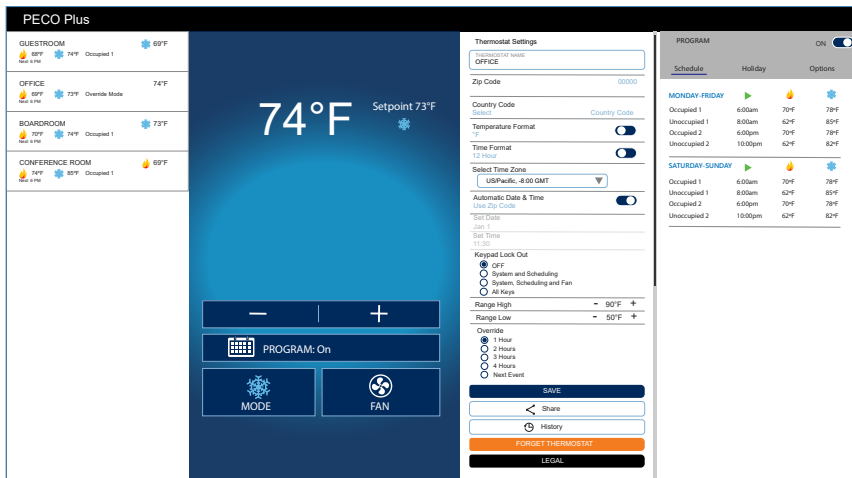 PECO Plus
GUESTROOM 69°F
68°F 74°F Occupied 1
Next: 6 PM
OFFICE 74°F
69°F 73°F Override Mode
Next: 6 PM
BOARDROOM 73°F
70°F 74°F Occupied 1
Next: 6 PM
CONFERENCE ROOM 69°F
74°F 85°F Occupied 1
Next: 6 PM
74°F Setpoint 73°F
PROGRAM: On
MODE FAN
Thermostat Settings
THERMOSTAT NAME
OFFICE
Zip Code 00000
Country Code
Select Country Code
Temperature Format
°F
Time Format
12 Hour
Select Time Zone
US/Pacific, -8:00 GMT
Automatic Date & Time
Use Zip Code
Set Date
Jan 1
Set Time
11:30
Keypad Lock Out
OFF
System and Scheduling
System, Scheduling and Fan
All Keys
Range High - 90°F +
Range Low - 50°F +
Override
1 Hour
2 Hours
3 Hours
4 Hours
Next Event
SAVE
Share
History
FORGET THERMOSTAT
LEGAL
PROGRAM ON
Schedule Holiday Options
MONDAY-FRIDAY
Occupied 1 6:00am 70°F 78°F
Unoccupied 1 8:00am 62°F 85°F
Occupied 2 6:00pm 70°F 78°F
Unoccupied 2 10:00pm 62°F 82°F
SATURDAY-SUNDAY
Occupied 1 6:00am 70°F 78°F
Unoccupied 1 8:00am 62°F 85°F
Occupied 2 6:00pm 70°F 78°F
Unoccupied 2 10:00pm 62°F 82°F